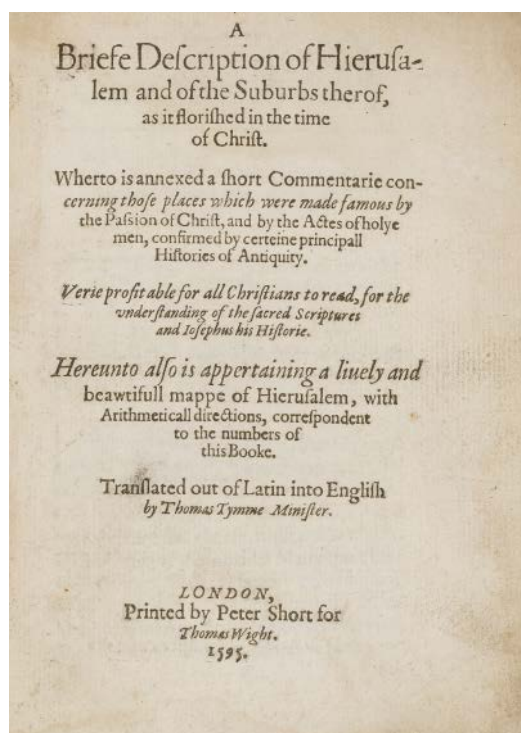 A
Briefe Deſcription of Hieruſa-
lem and of the Suburbs therof,
as it floriſhed in the time
of Chriſt.
Wherto is annexed a ſhort Commentarie con-
cerning thoſe places which were made famous by
the Paſsion of Chriſt, and by the Actes of holye
men, confirmed by certeine principall
Hiſtories of Antiquity.
Verie profitable for all Chriſtians to read, for the
vnderſtanding of the ſacred Scriptures
and Ioſephus his Hiſtorie.
Hereunto alſo is appertaining a liuely and
beawtifull mappe of Hieruſalem, with
Arithmeticall directions, correſpondent
to the numbers of
this Booke.
Tranſlated out of Latin into Engliſh
by Thomas Tymme Miniſter.
LONDON,
Printed by Peter Short for
Thomas Wight.
1595.